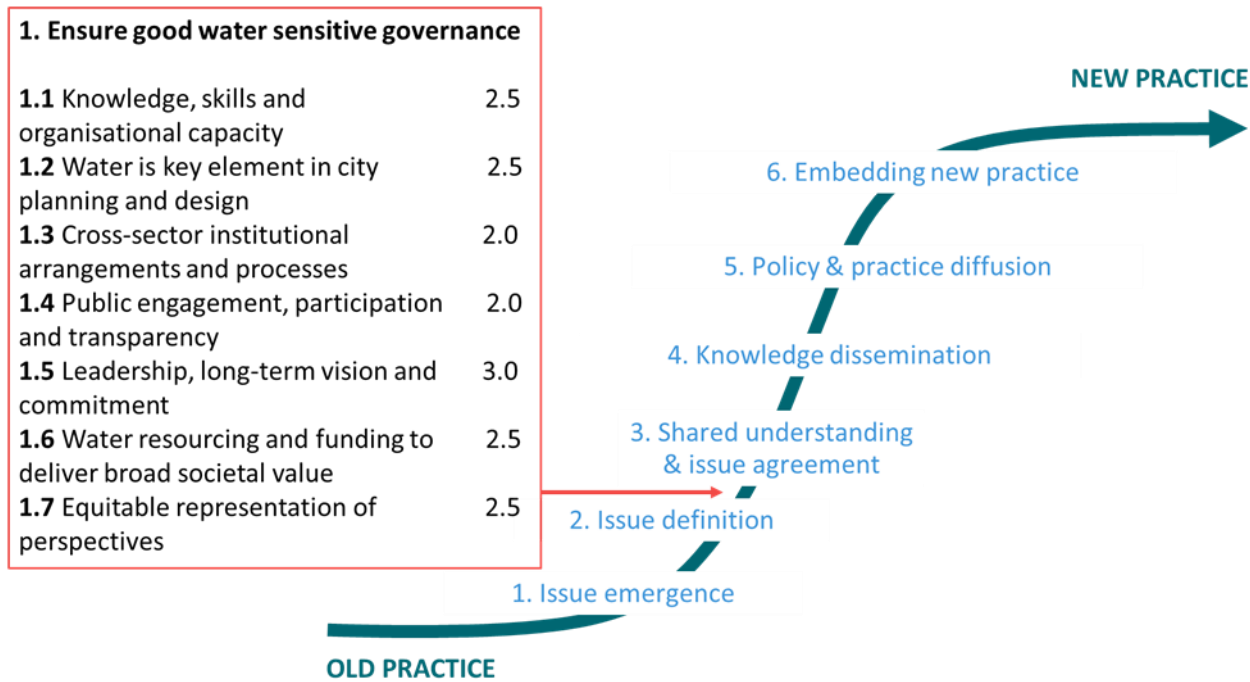 1. Ensure good water sensitive governance
1.1 Knowledge, skills and 2.5
organisational capacity
1.2 Water is key element in city 2.5
planning and design
1.3 Cross-sector institutional 2.0
arrangements and processes
1.4 Public engagement, participation 2.0
and transparency
1.5 Leadership, long-term vision and 3.0
commitment
1.6 Water resourcing and funding to 2.5
deliver broad societal value
1.7 Equitable representation of 2.5
perspectives
NEW PRACTICE
6. Embedding new practice
5. Policy & practice diffusion
4. Knowledge dissemination
3. Shared understanding
& issue agreement
2. Issue definition
1. Issue emergence
OLD PRACTICE